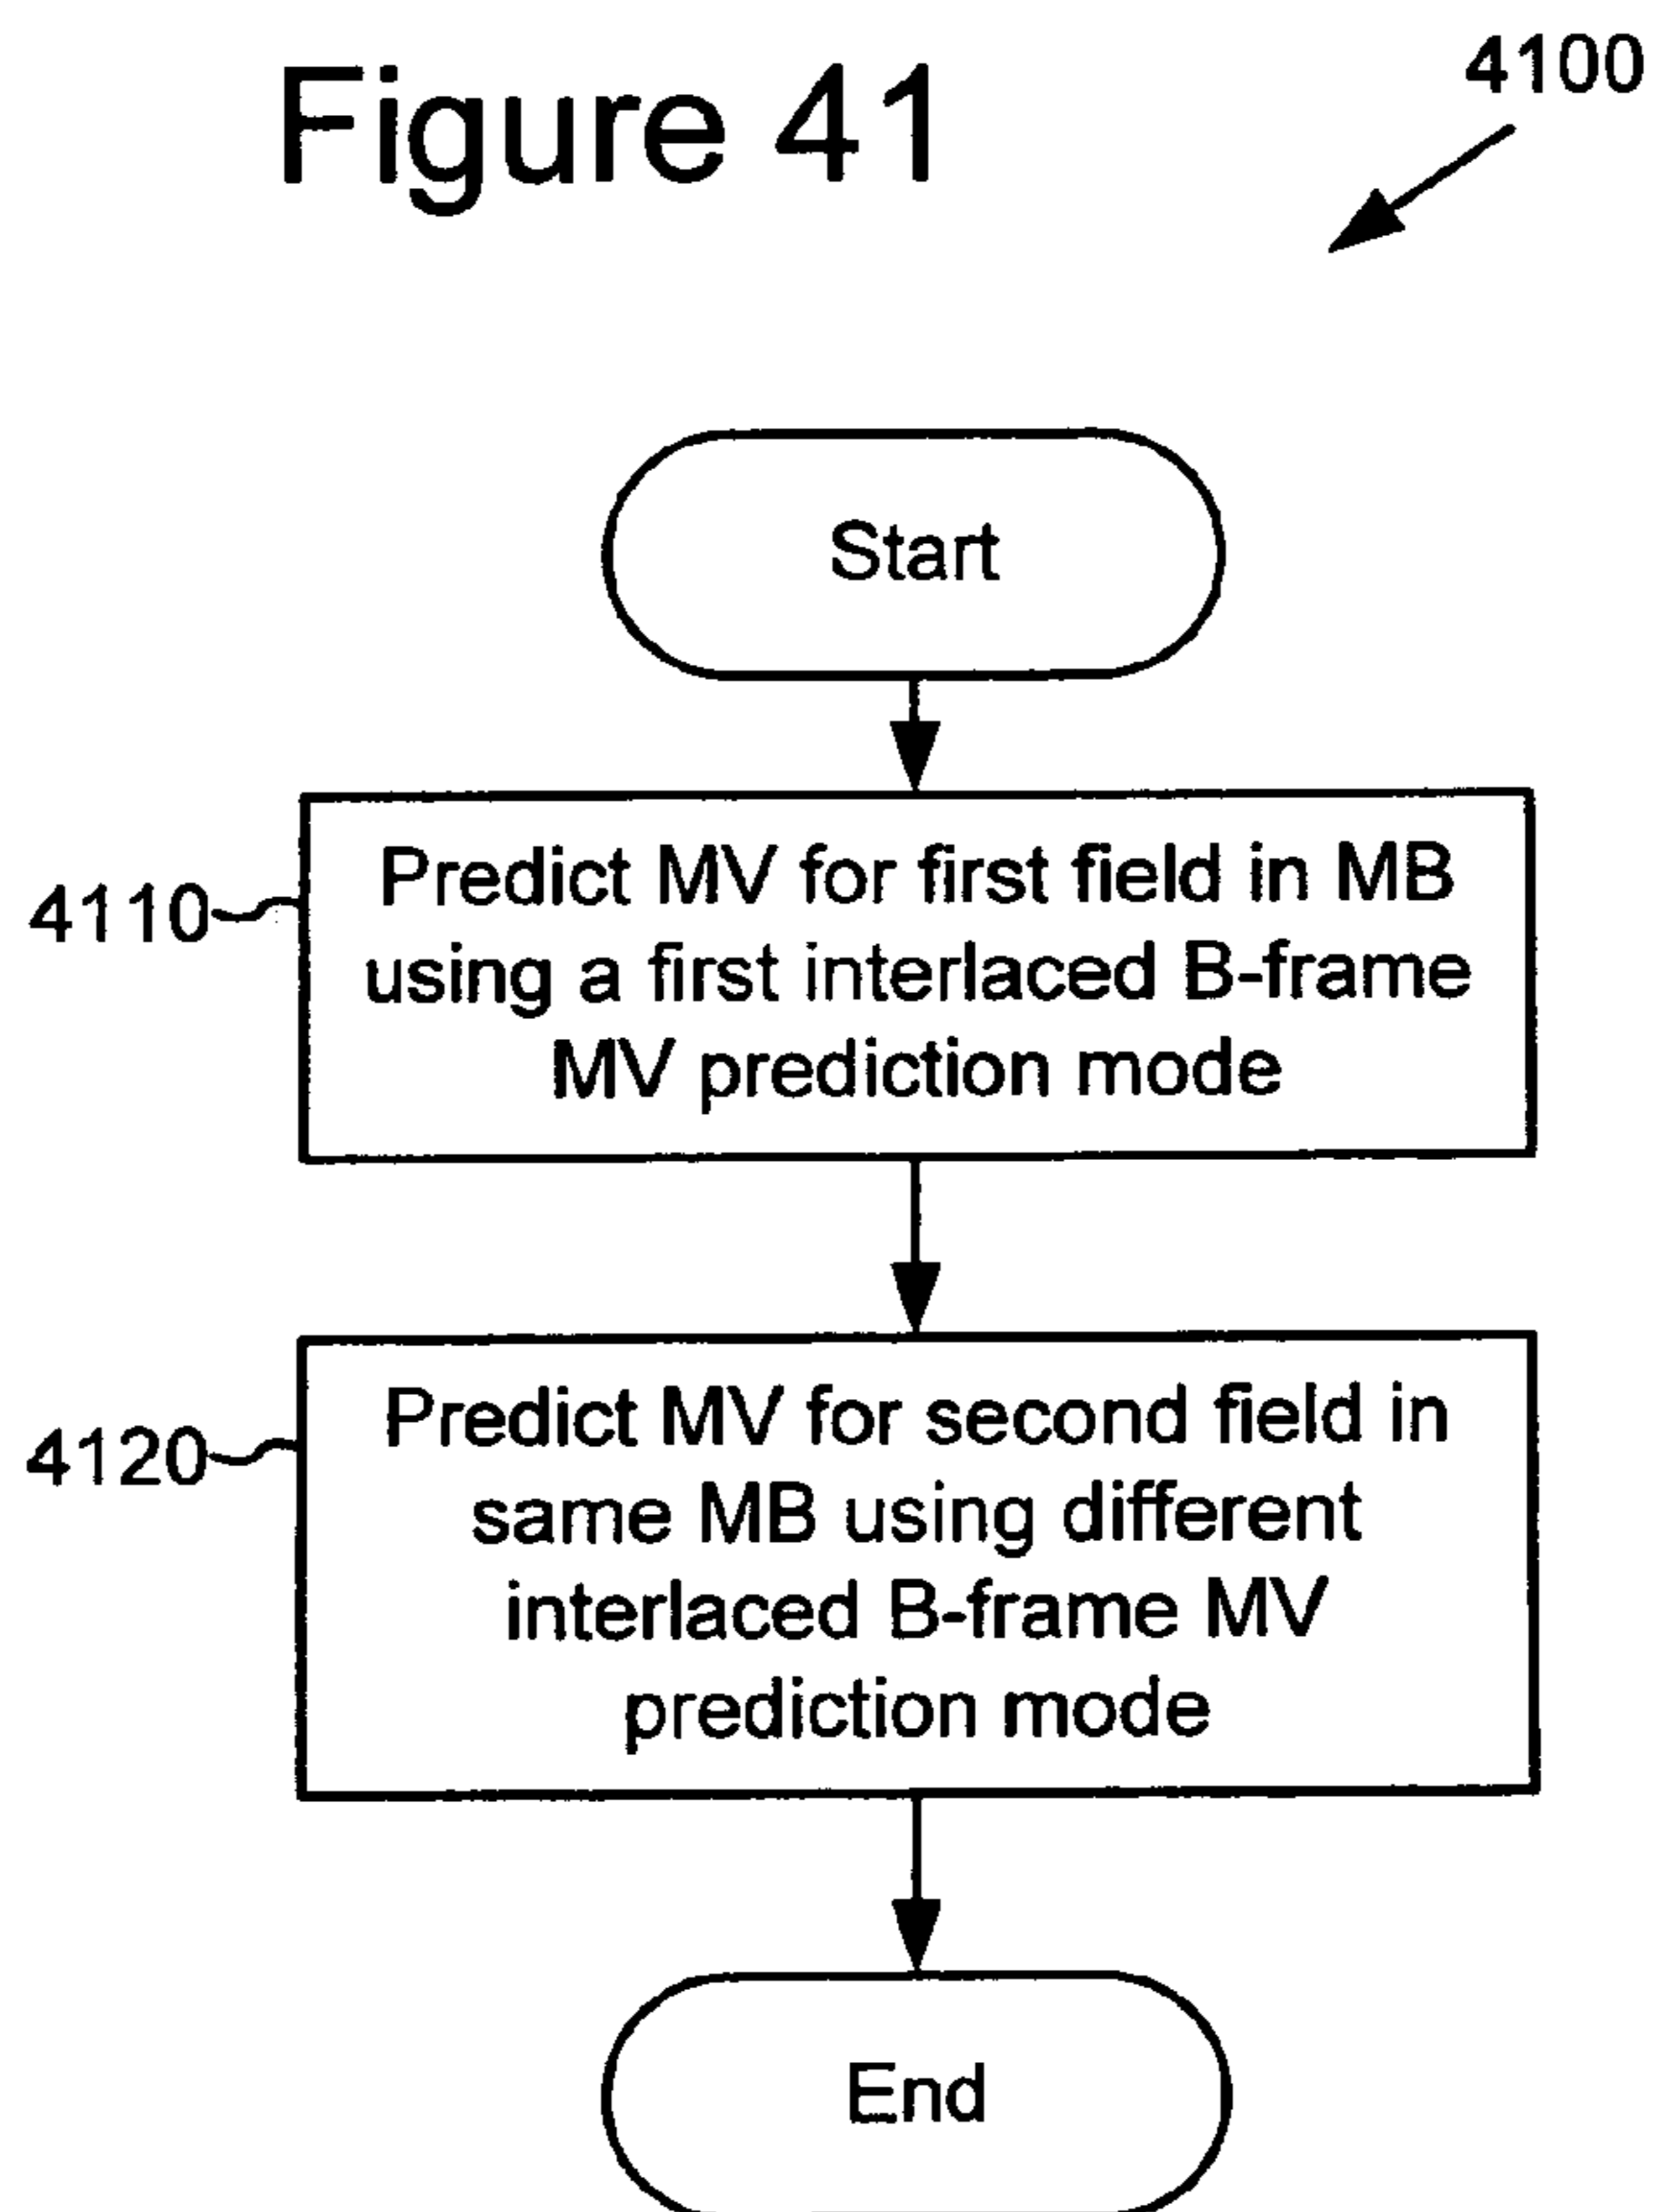 Figure 41
4100
Start
4110
Predict MV for first field in MB
using a first interlaced B-frame
MV prediction mode
4120
Predict MV for second field in
same MB using different
interlaced B-frame MV
prediction mode
End